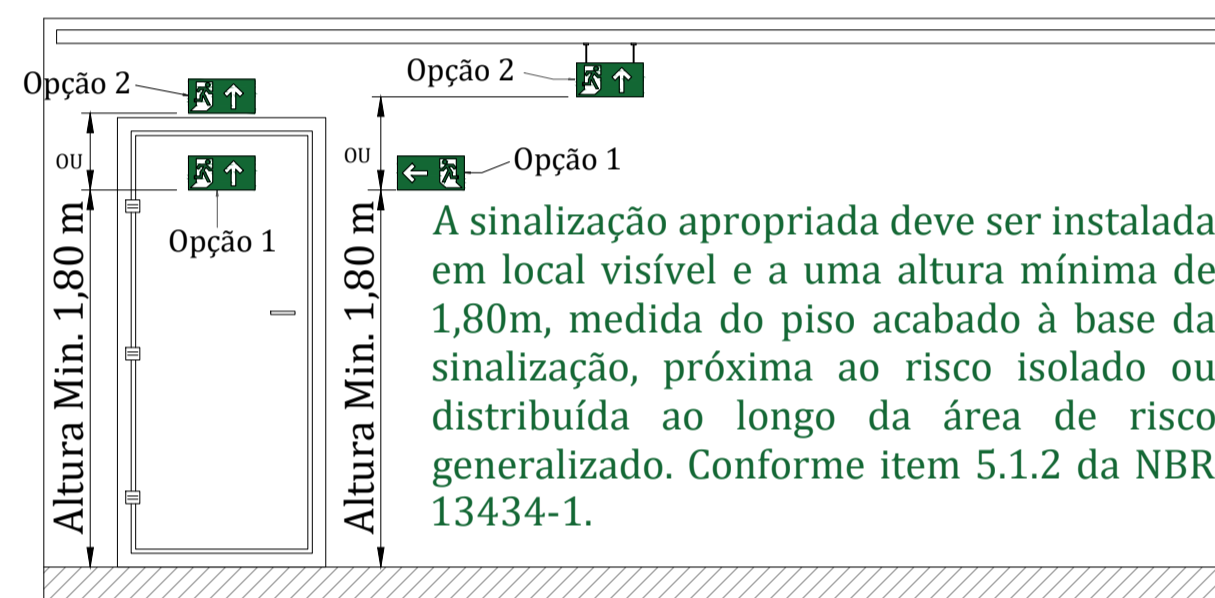 Opção 2
OU
Opção 1
Altura Min. 1,80 m
Opção 2
OU
Opção 1
Altura Min. 1,80 m
A sinalização apropriada deve ser instalada
em local visível e a uma altura mínima de
1,80m, medida do piso acabado à base da
sinalização, próxima ao risco isolado ou
distribuída ao longo da área de risco
generalizado. Conforme item 5.1.2 da NBR
13434-1.